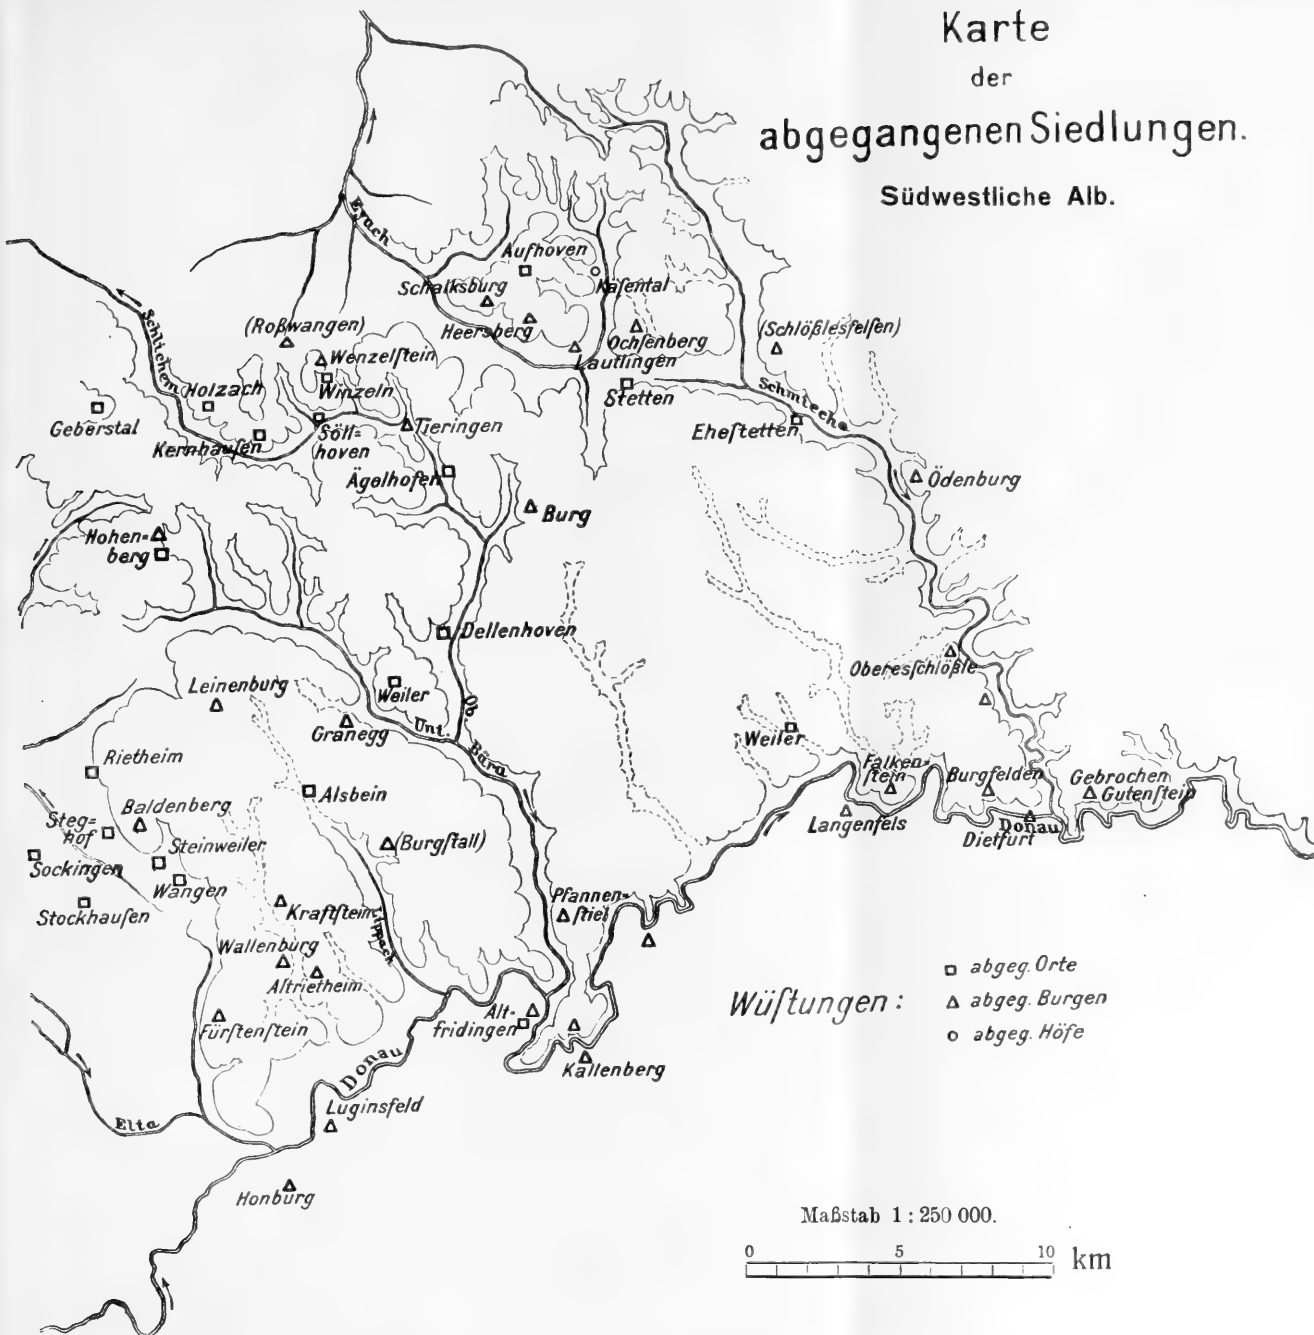 Karte
der
abgegangenen Siedlungen.
Südwestliche Alb.
Eyach
Aufhoven
Käſental
Schalksburg
Heersberg
Ochſenberg
Lautlingen
(Schlößlesfelſen)
Schlichem
(Roßwangen)
Wenzelſtein
Winzeln
Holzach
Geberstal
Kernhauſen
Söll=
hoven
Tieringen
Stetten
Schmiech
Eheſtetten
Ägelhofen
Ödenburg
Burg
Hohen=
berg
Dellenhoven
Obereſchlößle
Weiler
Leinenburg
Granegg
Unt.
Ob.
Bära
Weiler
Rietheim
Alsbein
Baldenberg
Steg=
hof
Steinweiler
Sockingen
Wangen
Stockhauſen
(Burgſtall)
Falken=
ſtein
Burgfelden
Gebrochen
Gutenſtein
Langenfels
Donau
Dietfurt
Pfannen=
ſtiel
Kraftſtein
Lippach
Wallenburg
Altrietheim
Fürſtenſtein
Alt=
fridingen
Kallenberg
Donau
Luginsfeld
Elta
Honburg
Wüſtungen:
abgeg. Orte
abgeg. Burgen
abgeg. Höfe
Maßstab 1 : 250 000.
0 5 10 km